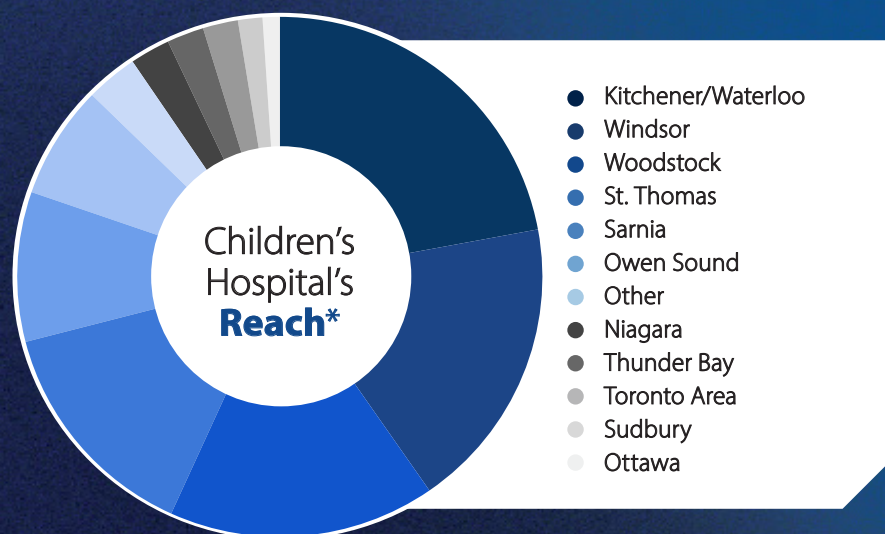 Children's
Hospital's
Reach*
Kitchener/Waterloo
Windsor
Woodstock
St. Thomas
Sarnia
Owen Sound
Other
Niagara
Thunder Bay
Toronto Area
Sudbury
Ottawa